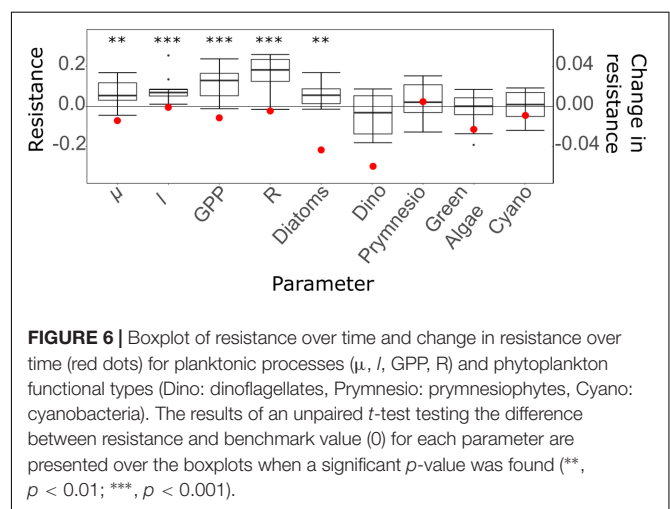 ** *** *** *** **
Resistance
0.2
0.0
-0.2
0.04
0.00
-0.04
Change in
resistance
μ
I
GPP
R
Diatoms
Dino
Prymnesio
Green
Algae
Cyano
Parameter
FIGURE 6 | Boxplot of resistance over time and change in resistance over
time (red dots) for planktonic processes (μ, I, GPP, R) and phytoplankton
functional types (Dino: dinoflagellates, Prymnesio: prymnesiophytes, Cyano:
cyanobacteria). The results of an unpaired t-test testing the difference
between resistance and benchmark value (0) for each parameter are
presented over the boxplots when a significant p-value was found (**,
p < 0.01; ***, p < 0.001).